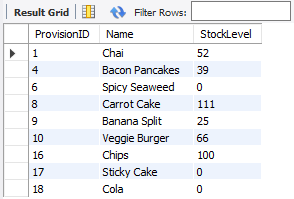 Result Grid Filter Rows:
ProvisionID Name StockLevel
1 Chai 52
4 Bacon Pancakes 39
6 Spicy Seaweed 0
8 Carrot Cake 111
9 Banana Split 25
10 Veggie Burger 66
16 Chips 100
17 Sticky Cake 0
18 Cola 0